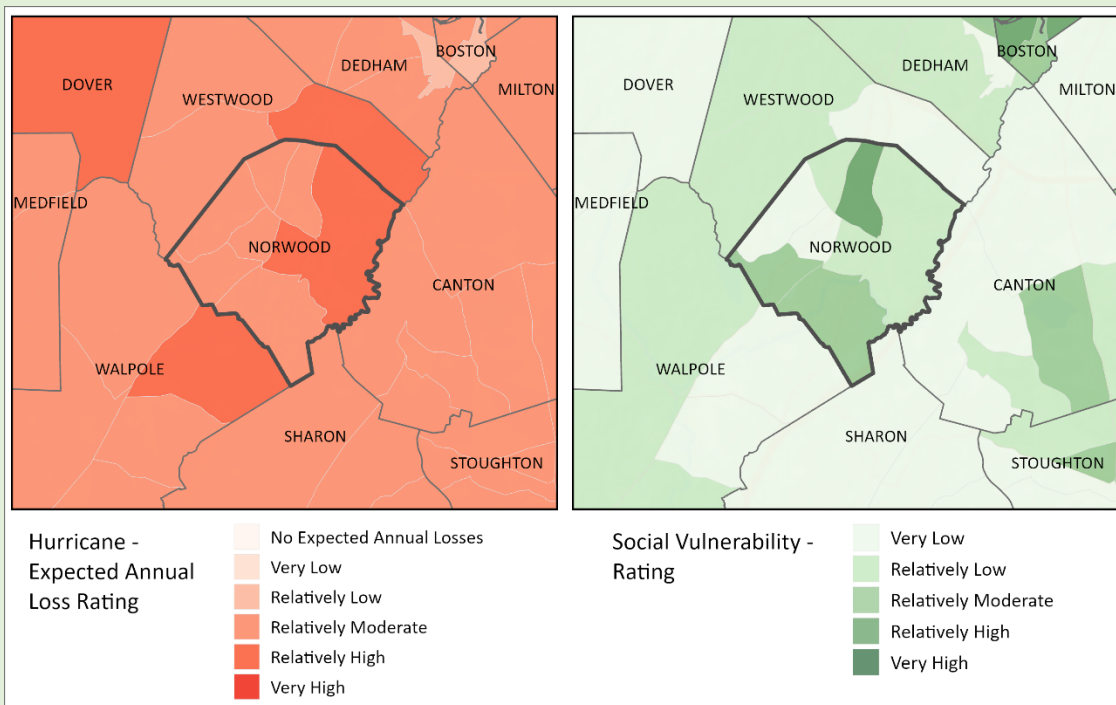 BOSTON
DEDHAM
DOVER
MILTON
WESTWOOD
MEDFIELD
NORWOOD
CANTON
WALPOLE
SHARON
STOUGHTON
Hurricane -
Expected Annual
Loss Rating
No Expected Annual Losses
Very Low
Relatively Low
Relatively Moderate
Relatively High
Very High
BOSTON
DEDHAM
DOVER
MILTON
WESTWOOD
MEDFIELD
NORWOOD
CANTON
WALPOLE
SHARON
STOUGHTON
Social Vulnerability -
Rating
Very Low
Relatively Low
Relatively Moderate
Relatively High
Very High